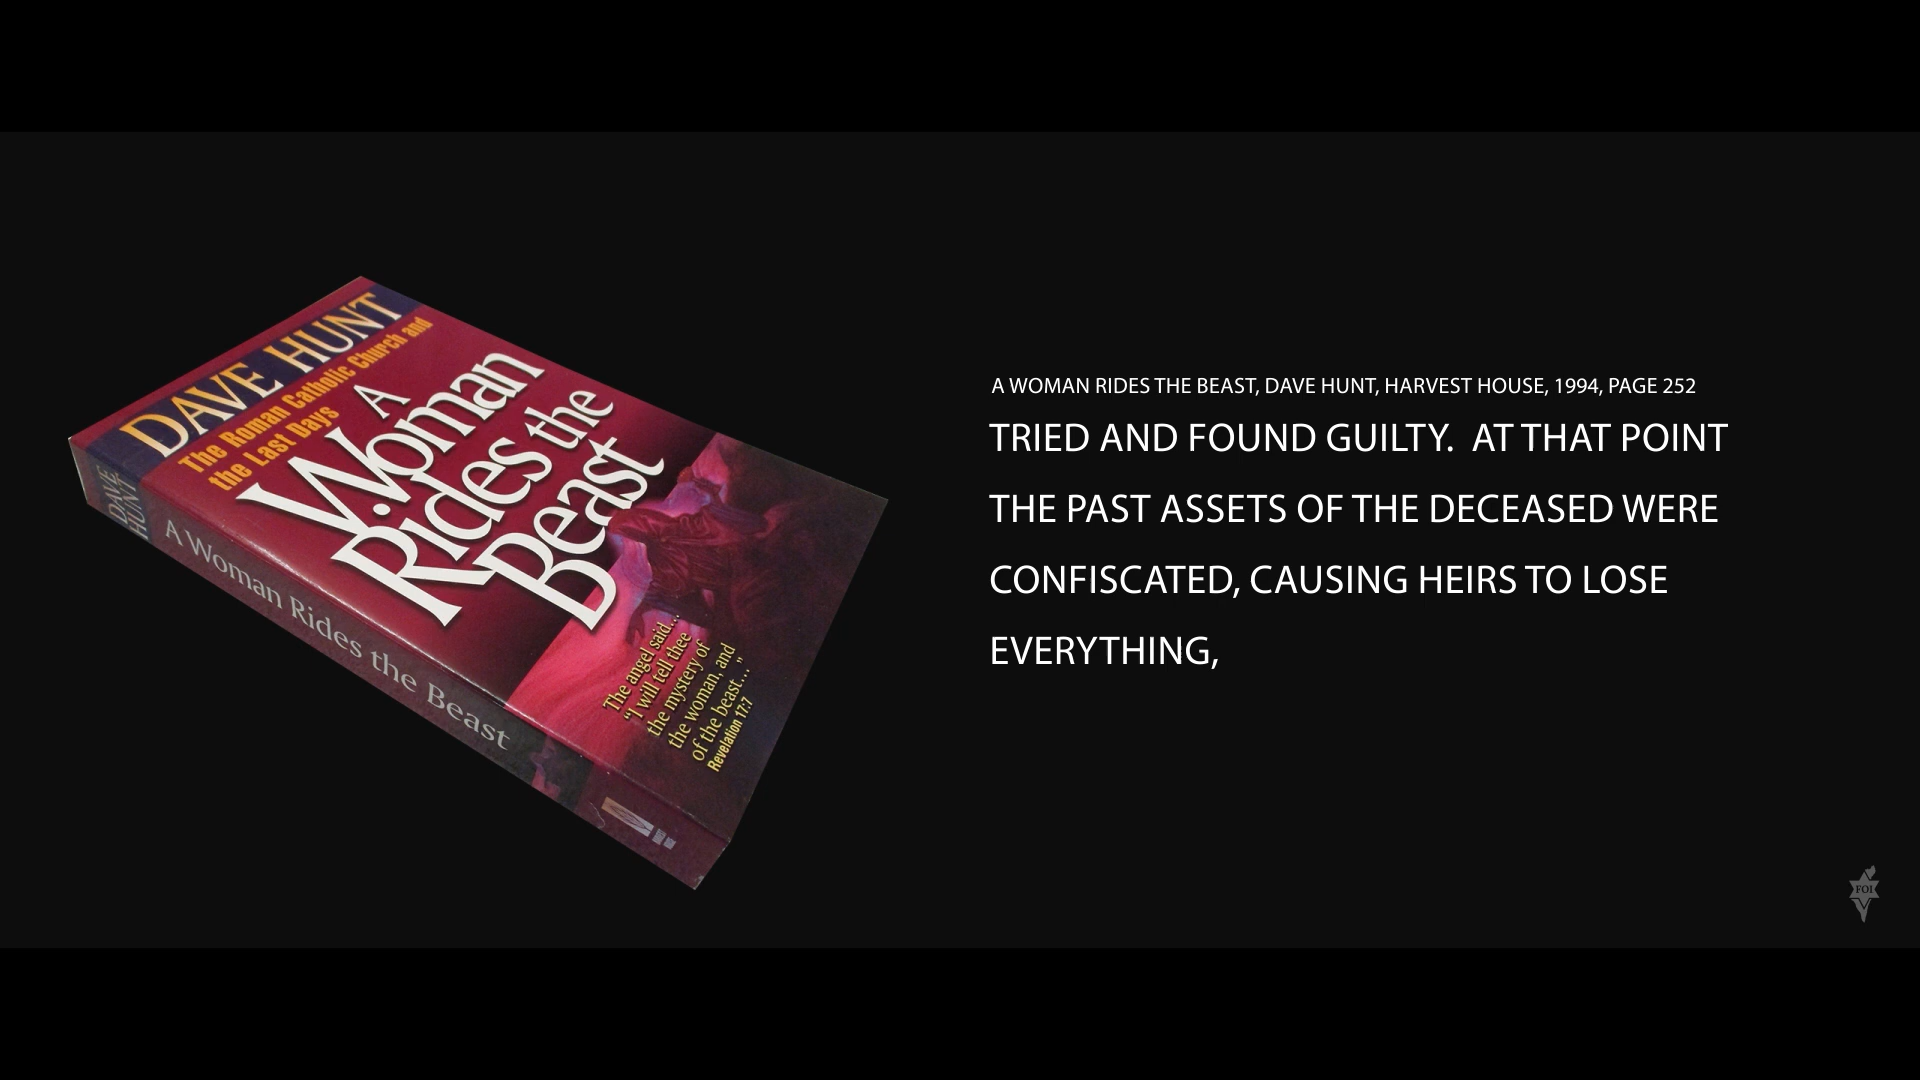 DAVE HUNT
The Roman Catholic Church and
the Last Days
A
Woman
Rides the
Beast
The angel said...
"I will tell thee
the mystery of
the woman, and
of the beast..."
Revelation 17:7
DAVE
HUNT
A Woman Rides the Beast
A WOMAN RIDES THE BEAST, DAVE HUNT, HARVEST HOUSE, 1994, PAGE 252
TRIED AND FOUND GUILTY. AT THAT POINT
THE PAST ASSETS OF THE DECEASED WERE
CONFISCATED, CAUSING HEIRS TO LOSE
EVERYTHING,
FOI